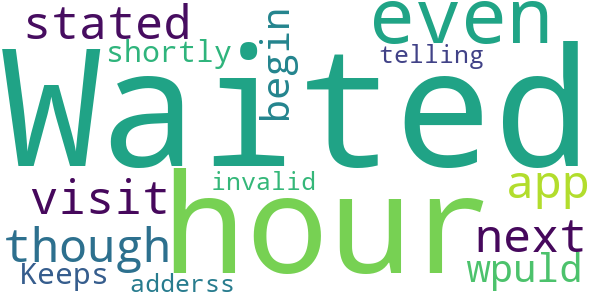 stated
even
shortly
begin
telling
Waited
invalid
visit
hour
app
though
next
Keeps
wpuld
adderss